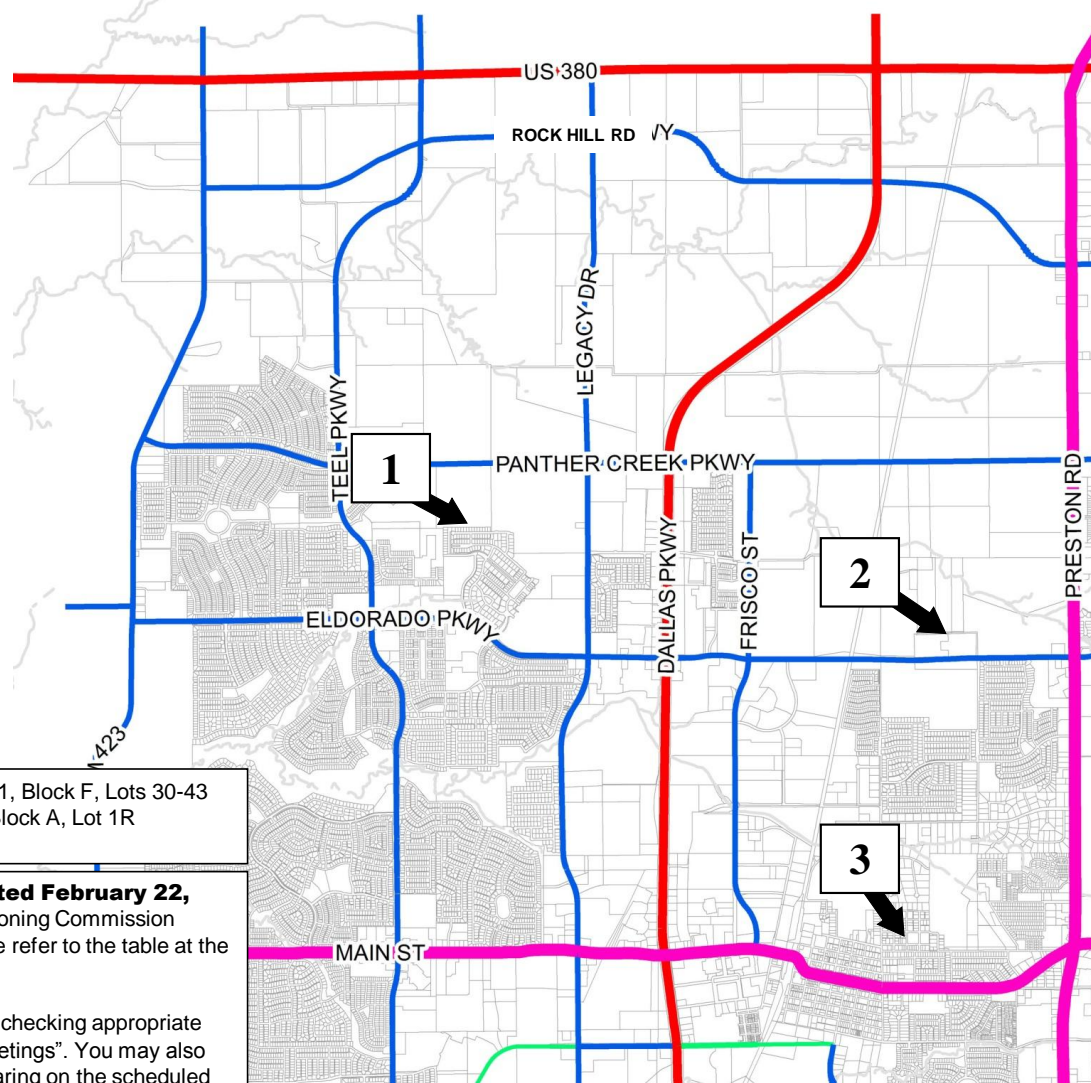 US 380
ROCK HILL RD
LEGACY DR
TEEL PKWY
1
PANTHER CREEK PKWY
PRESTON RD
DALLAS PKWY
FRISCO ST
2
ELDORADO PKWY
423
1, Block F, Lots 30-43
Block A, Lot 1R
3
ted February 22,
oning Commission
e refer to the table at the
MAIN ST
checking appropriate
etings". You may also
aring on the scheduled